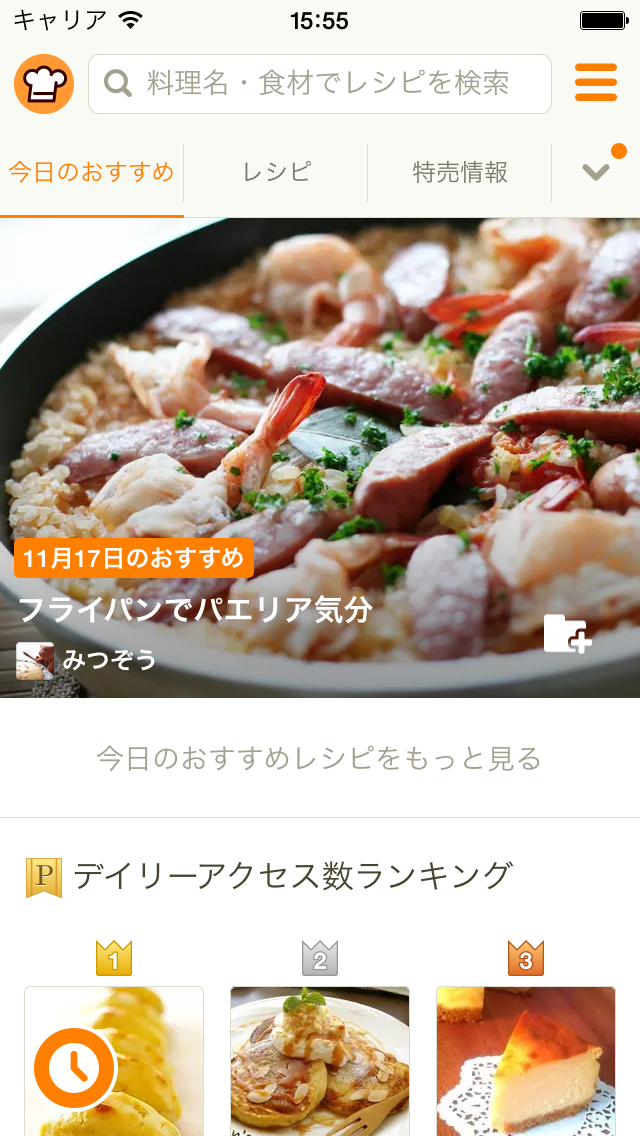 キャリア 15:55
料理名・食材でレシピを検索
今日のおすすめ レシピ 特売情報
11月17日のおすすめ
フライパンでパエリア気分
みつぞう
今日のおすすめレシピをもっと見る
P デイリーアクセス数ランキング
1 2 3